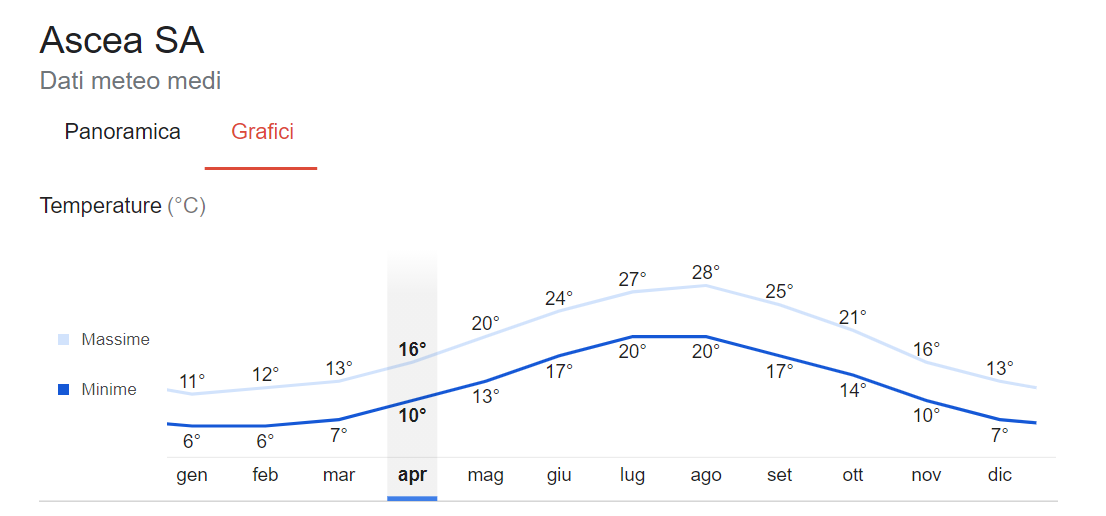 Ascea SA
Dati meteo medi
Panoramica Grafici
Temperature (°C)
28°
27°
25°
24°
21°
20°
Massime
16°
16°
13°
13°
12°
11°
20° 20°
17° 17°
Minime
13° 14°
10° 10°
7° 7°
6° 6°
gen feb mar apr mag giu lug ago set ott nov dic